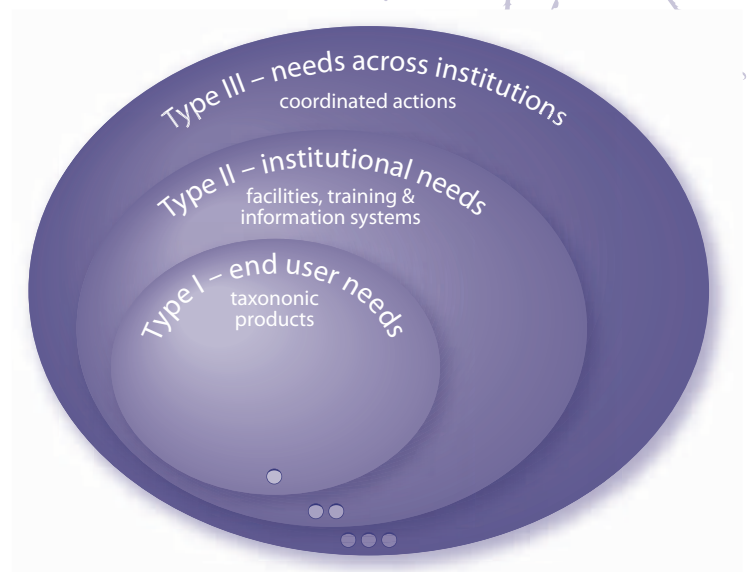 Type III – needs across institutions
coordinated actions
Type II – institutional needs
facilities, training &
information systems
Type I – end user needs
taxononic
products